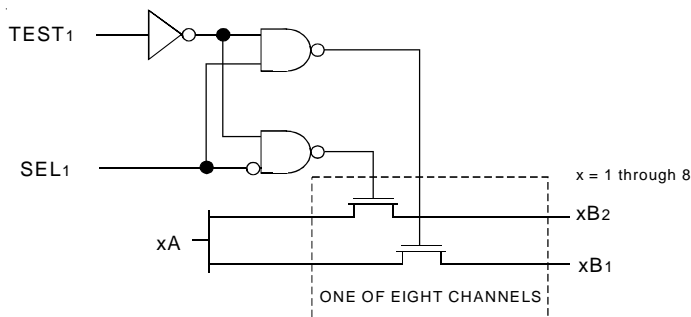 TEST1
SEL1
x = 1 through 8
xB2
xA
xB1
ONE OF EIGHT CHANNELS